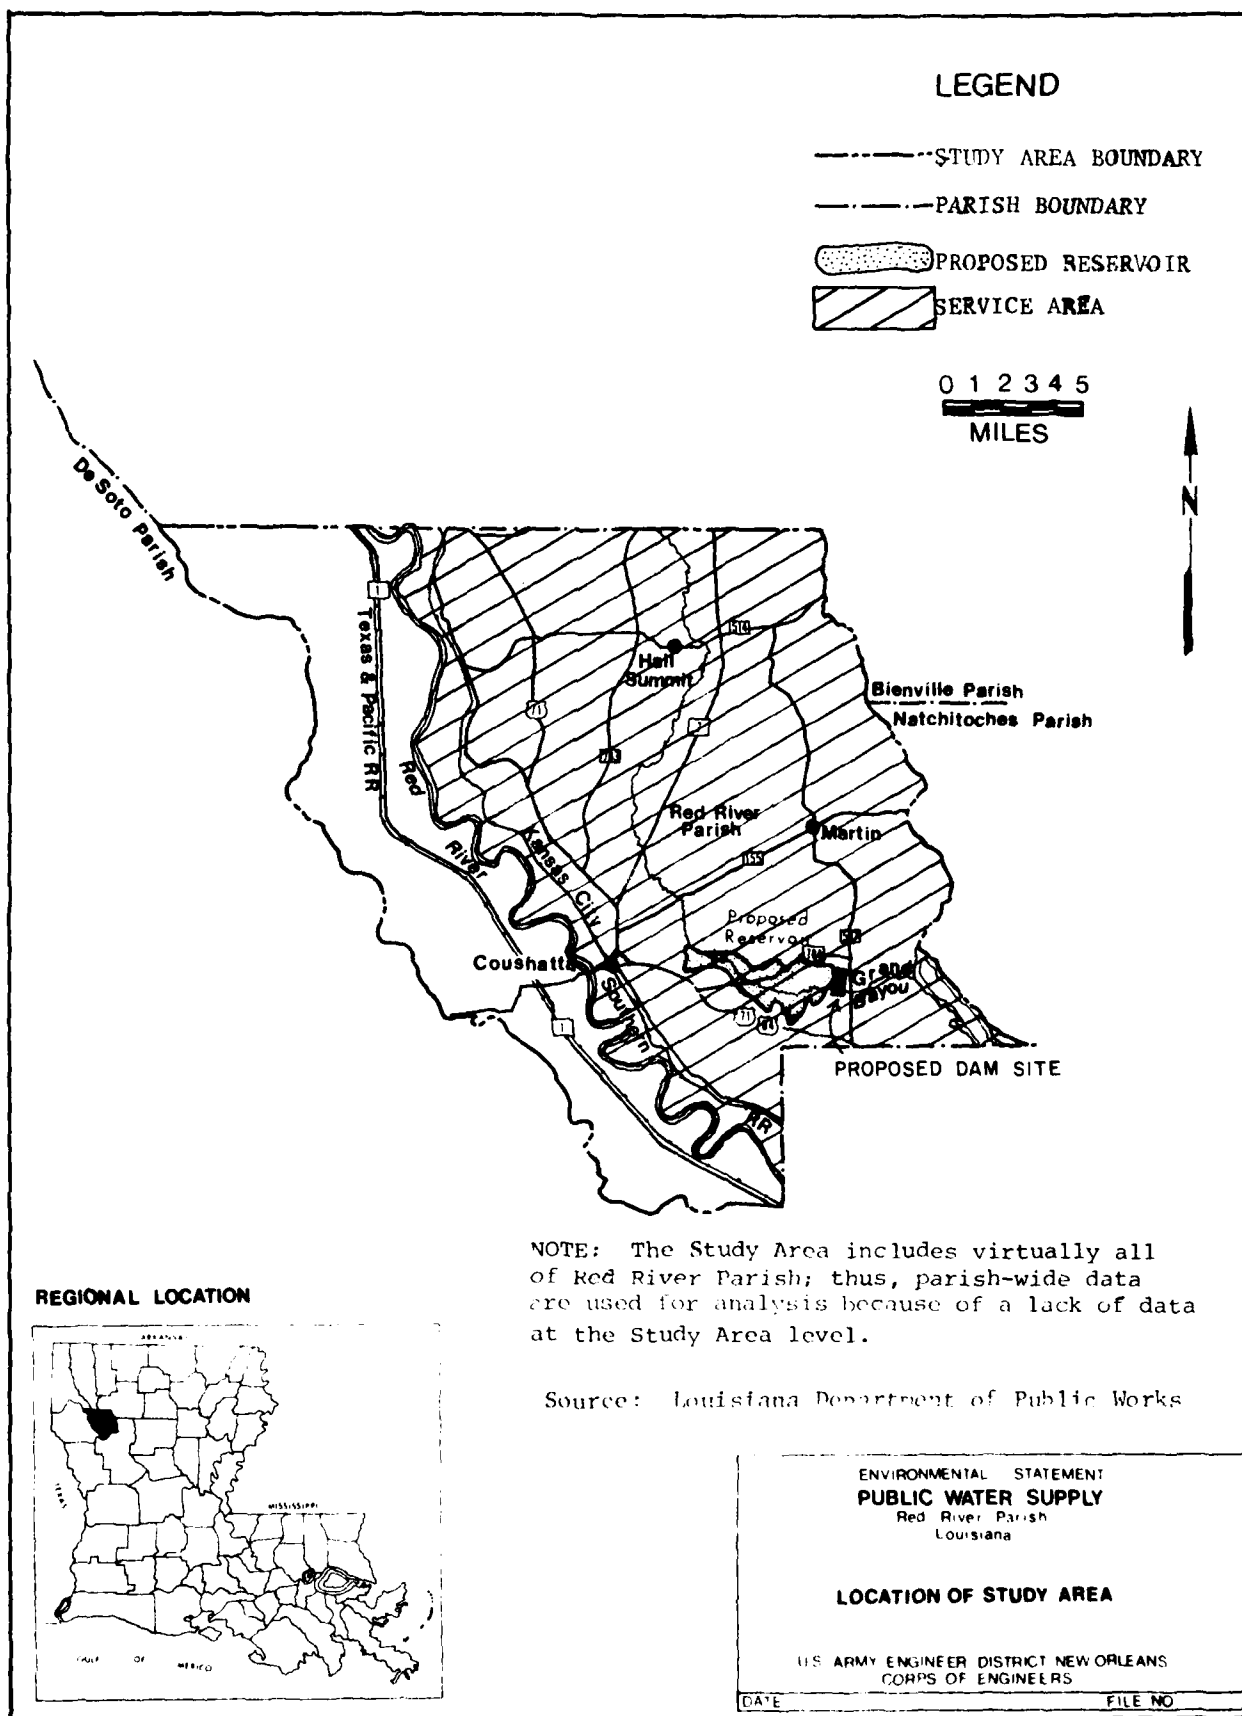 LEGEND
STUDY AREA BOUNDARY
PARISH BOUNDARY
PROPOSED RESERVOIR
SERVICE AREA
0 1 2 3 4 5
MILES
N
De Soto Parish
1
Texas & Pacific RR
Red
River
Hall
Summit
514
71
7
Bienville Parish
Natchitoches Parish
Red River
Parish
Martin
155
Kansas City
Southern
RR
Proposed
Reservoir
Coushatta
Grand
Bayou
71
84
1
PROPOSED DAM SITE
NOTE: The Study Area includes virtually all
of Red River Parish; thus, parish-wide data
are used for analysis because of a lack of data
at the Study Area level.
Source: Louisiana Department of Public Works
REGIONAL LOCATION
ARKANSAS
TEXAS
MISSISSIPPI
GULF OF MEXICO
ENVIRONMENTAL STATEMENT
PUBLIC WATER SUPPLY
Red River Parish
Louisiana
LOCATION OF STUDY AREA
U.S. ARMY ENGINEER DISTRICT NEW ORLEANS
CORPS OF ENGINEERS
DATE FILE NO.